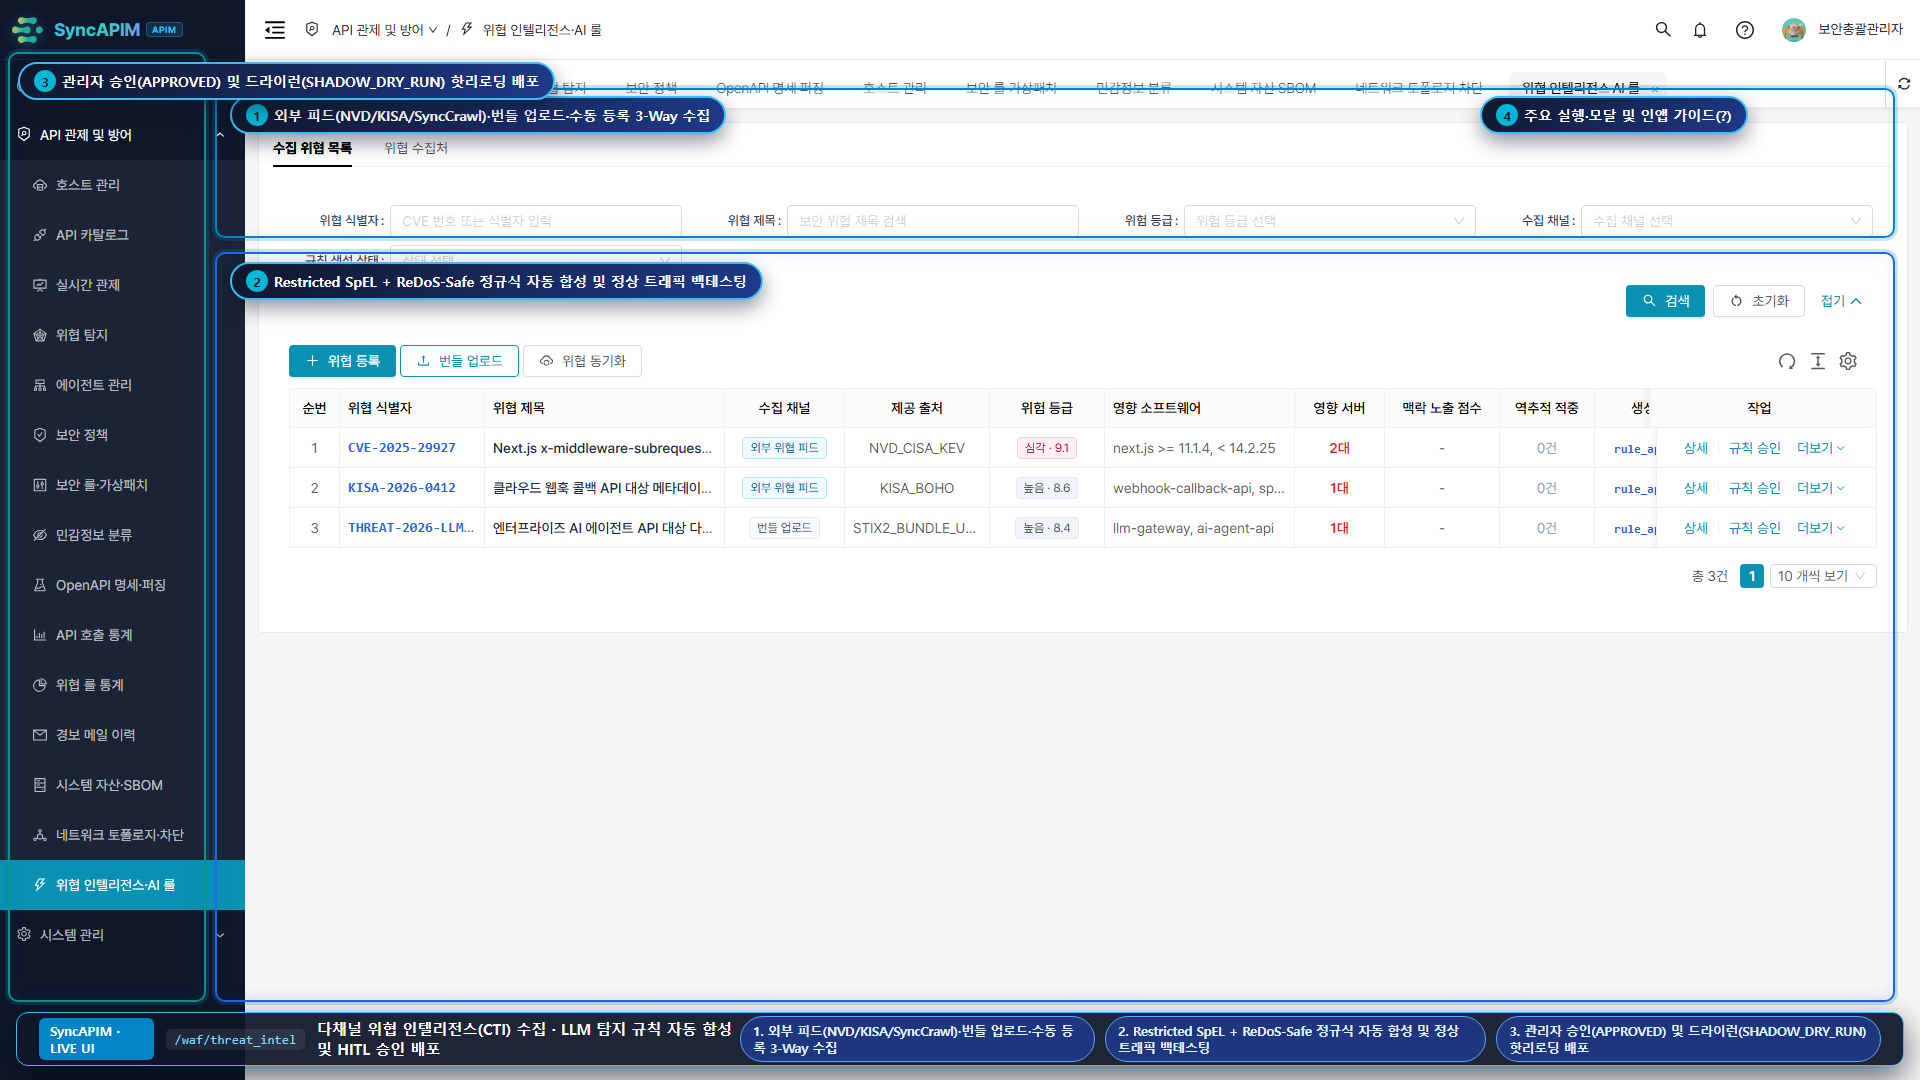 SyncAPIM APIM
API 관제 및 방어 / 위협 인텔리전스·AI 룰
보안총괄관리자
3 관리자 승인(APPROVED) 및 드라이런(SHADOW_DRY_RUN) 핫리로딩 배포
탐지 보안 정책 OpenAPI 명세·퍼징 호스트 관리 보안 룰·가상패치 민감정보 분류 시스템 자산·SBOM 네트워크 토폴로지·차단 위협 인텔리전스·AI 룰
1 외부 피드(NVD/KISA/SyncCrawl)·번들 업로드·수동 등록 3-Way 수집
4 주요 실행·모달 및 인앱 가이드(?)
API 관제 및 방어
호스트 관리
API 카탈로그
실시간 관제
위협 탐지
에이전트 관리
보안 정책
보안 룰·가상패치
민감정보 분류
OpenAPI 명세·퍼징
API 호출 통계
위협 룰 통계
경보 메일 이력
시스템 자산·SBOM
네트워크 토폴로지·차단
위협 인텔리전스·AI 룰
시스템 관리
수집 위협 목록 위협 수집처
위협 식별자 : CVE 번호 또는 식별자 입력 위협 제목 : 보안 위협 제목 검색 위험 등급 : 위험 등급 선택 수집 채널 : 수집 채널 선택
규칙 생성 상태 : 상태 선택
2 Restricted SpEL + ReDoS-Safe 정규식 자동 합성 및 정상 트래픽 백테스팅
검색 초기화 접기
위협 등록 번들 업로드 위협 동기화
순번 위협 식별자 위협 제목 수집 채널 제공 출처 위험 등급 영향 소프트웨어 영향 서버 맥락 노출 점수 역추적 적중 생성 작업
1 CVE-2025-29927 Next.js x-middleware-subreques... 외부 위협 피드 NVD_CISA_KEV 심각 · 9.1 next.js >= 11.1.4, < 14.2.25 2대 - 0건 rule_ap 상세 규칙 승인 더보기
2 KISA-2026-0412 클라우드 웹훅 콜백 API 대상 메타데이... 외부 위협 피드 KISA_BOHO 높음 · 8.6 webhook-callback-api, sp... 1대 - 0건 rule_ap 상세 규칙 승인 더보기
3 THREAT-2026-LLM... 엔터프라이즈 AI 에이전트 API 대상 다... 번들 업로드 STIX2_BUNDLE_U... 높음 · 8.4 llm-gateway, ai-agent-api 1대 - 0건 rule_ap 상세 규칙 승인 더보기
총 3건 1 10 개씩 보기
SyncAPIM · LIVE UI
/waf/threat_intel
다채널 위협 인텔리전스(CTI) 수집 · LLM 탐지 규칙 자동 합성
및 HITL 승인 배포
1. 외부 피드(NVD/KISA/SyncCrawl)·번들 업로드·수동 등
록 3-Way 수집
2. Restricted SpEL + ReDoS-Safe 정규식 자동 합성 및 정상
트래픽 백테스팅
3. 관리자 승인(APPROVED) 및 드라이런(SHADOW_DRY_RUN)
핫리로딩 배포